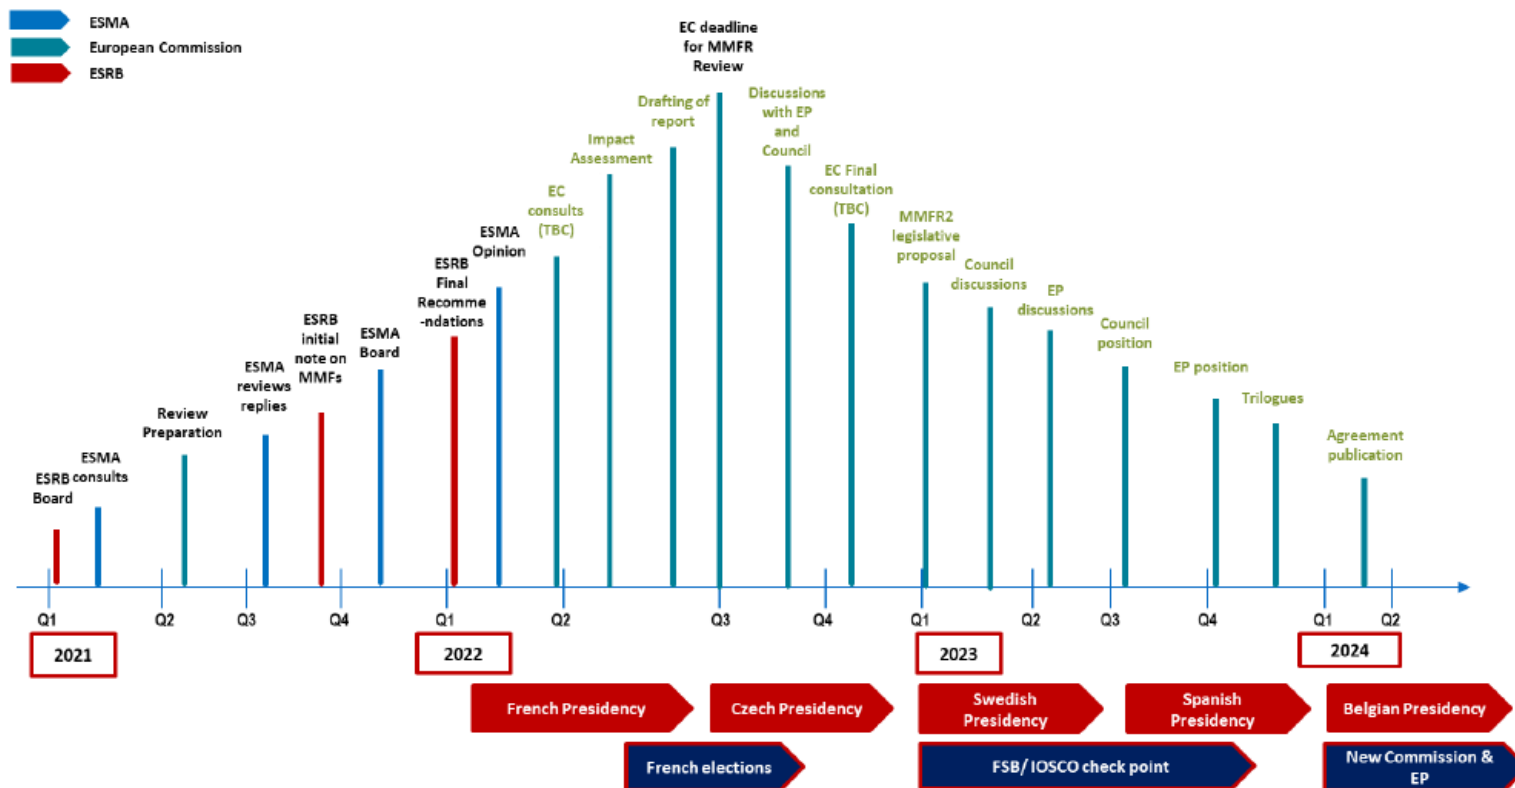 ESMA
European Commission
ESRB
ESRB
Board
ESMA
consults
Review
Preparation
ESMA
reviews
replies
ESRB
initial
note on
MMFs
ESMA
Board
ESRB
Final
Recomme
-ndations
ESMA
Opinion
EC
consults
(TBC)
Impact
Assessment
Drafting of
report
EC deadline
for MMFR
Review
Discussions
with EP
and
Council
EC Final
consultation
(TBC)
MMFR2
legislative
proposal
Council
discussions
EP
discussions
Council
position
EP position
Trilogues
Agreement
publication
Q1
Q2
Q3
Q4
Q1
Q2
Q3
Q4
Q1
Q2
Q3
Q4
Q1
Q2
2021
2022
2023
2024
French Presidency
Czech Presidency
Swedish
Presidency
Spanish
Presidency
Belgian Presidency
French elections
FSB/ IOSCO check point
New Commission &
EP